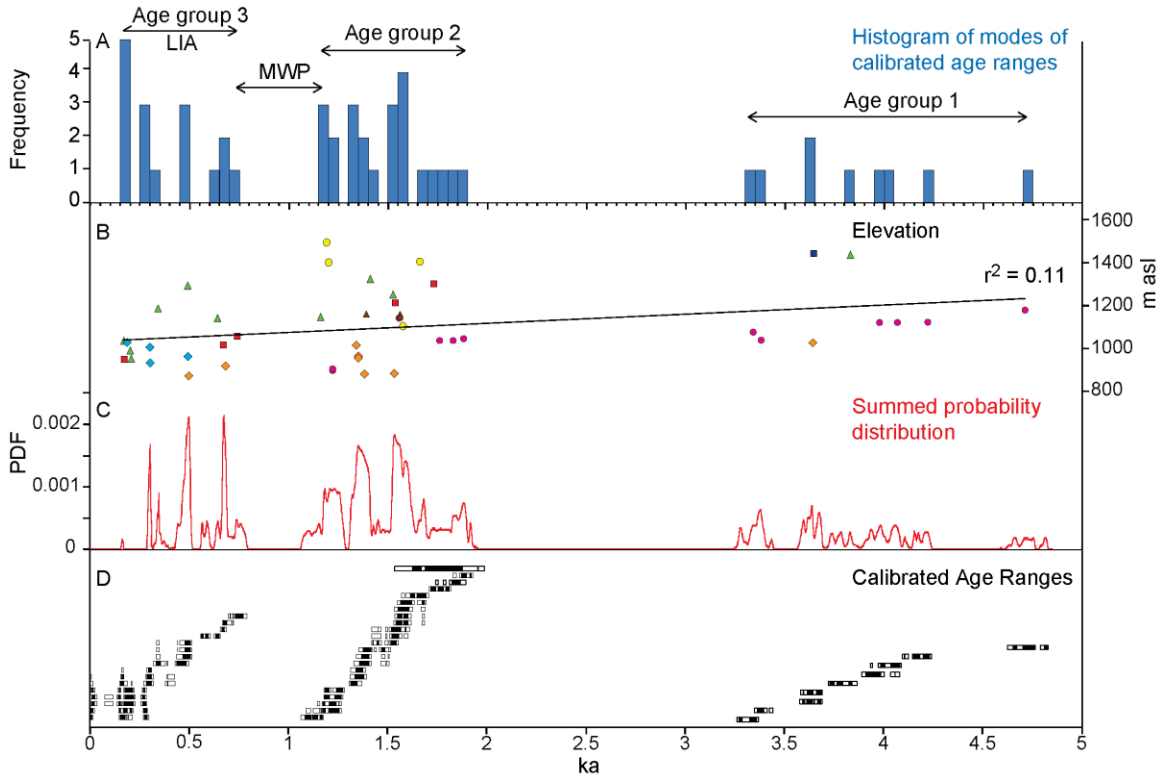 Age group 3
LIA
MWP
Age group 2
Age group 1
Histogram of modes of
calibrated age ranges
A
Frequency
5
4
3
2
1
0
B
Elevation
r2 = 0.11
1600
1400
1200
1000
800
m asl
C
Summed probability
distribution
PDF
0.002
0.001
0
D
Calibrated Age Ranges
0 0.5 1 1.5 2 2.5 3 3.5 4 4.5 5
ka